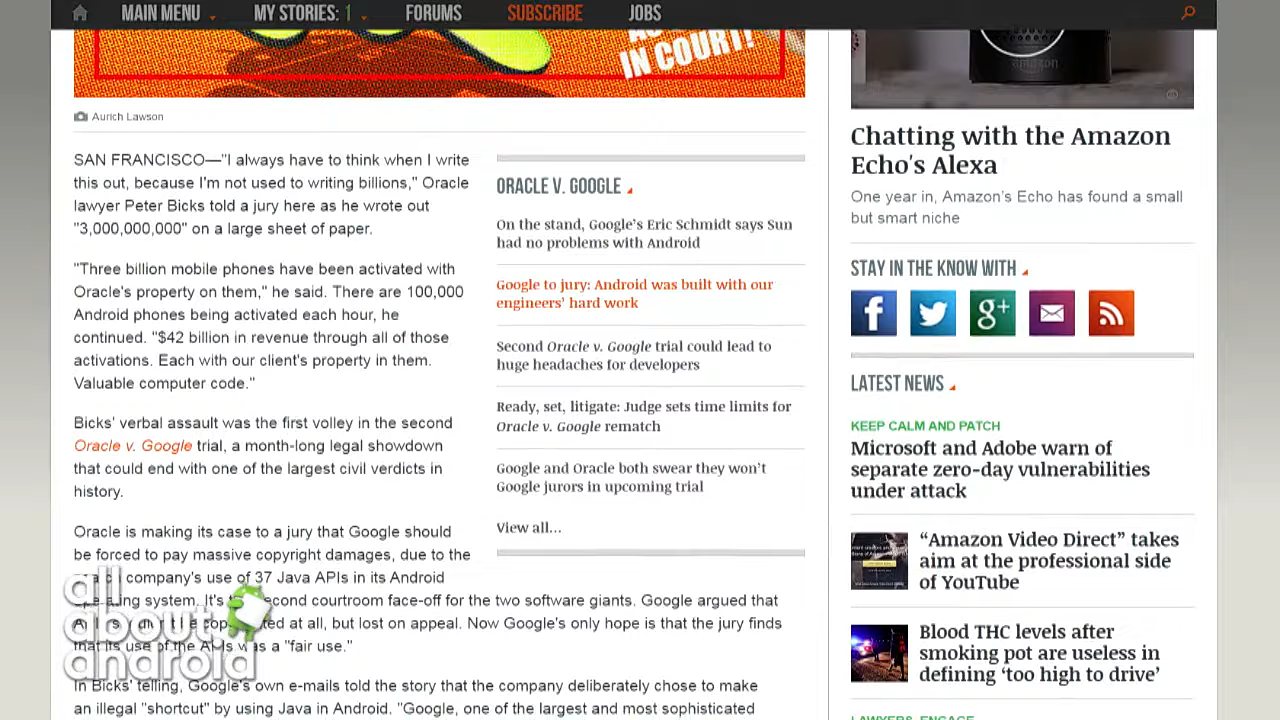 MAIN MENU
MY STORIES: 1
FORUMS
SUBSCRIBE
JOBS
IN COURT!
Aurich Lawson
SAN FRANCISCO—"I always have to think when I write
this out, because I'm not used to writing billions," Oracle
lawyer Peter Bicks told a jury here as he wrote out
"3,000,000,000" on a large sheet of paper.
"Three billion mobile phones have been activated with
Oracle's property on them," he said. There are 100,000
Android phones being activated each hour, he
continued. "$42 billion in revenue through all of those
activations. Each with our client's property in them.
Valuable computer code."
Bicks' verbal assault was the first volley in the second
Oracle v. Google trial, a month-long legal showdown
that could end with one of the largest civil verdicts in
history.
Oracle is making its case to a jury that Google should
be forced to pay massive copyright damages, due to the
company's use of 37 Java APIs in its Android
system. It's second courtroom face-off for the two software giants. Google argued that
at all, but lost on appeal. Now Google's only hope is that the jury finds
that its use of the APIs was a "fair use."
In Bicks' telling, Google's own e-mails told the story that the company deliberately chose to make
an illegal "shortcut" by using Java in Android. "Google, one of the largest and most sophisticated
ORACLE V. GOOGLE
On the stand, Google's Eric Schmidt says Sun
had no problems with Android
Google to jury: Android was built with our
engineers' hard work
Second Oracle v. Google trial could lead to
huge headaches for developers
Ready, set, litigate: Judge sets time limits for
Oracle v. Google rematch
Google and Oracle both swear they won't
Google jurors in upcoming trial
View all...
amazon
Chatting with the Amazon
Echo's Alexa
One year in, Amazon's Echo has found a small
but smart niche
STAY IN THE KNOW WITH
f
g+
LATEST NEWS
KEEP CALM AND PATCH
Microsoft and Adobe warn of
separate zero-day vulnerabilities
under attack
“Amazon Video Dire” takes
aim at the professional side
of YouTube
Blood THC levels after
smoking pot are useless in
defining ‘too high to drive’
LAWYERS, ENGAGE
all
about
android